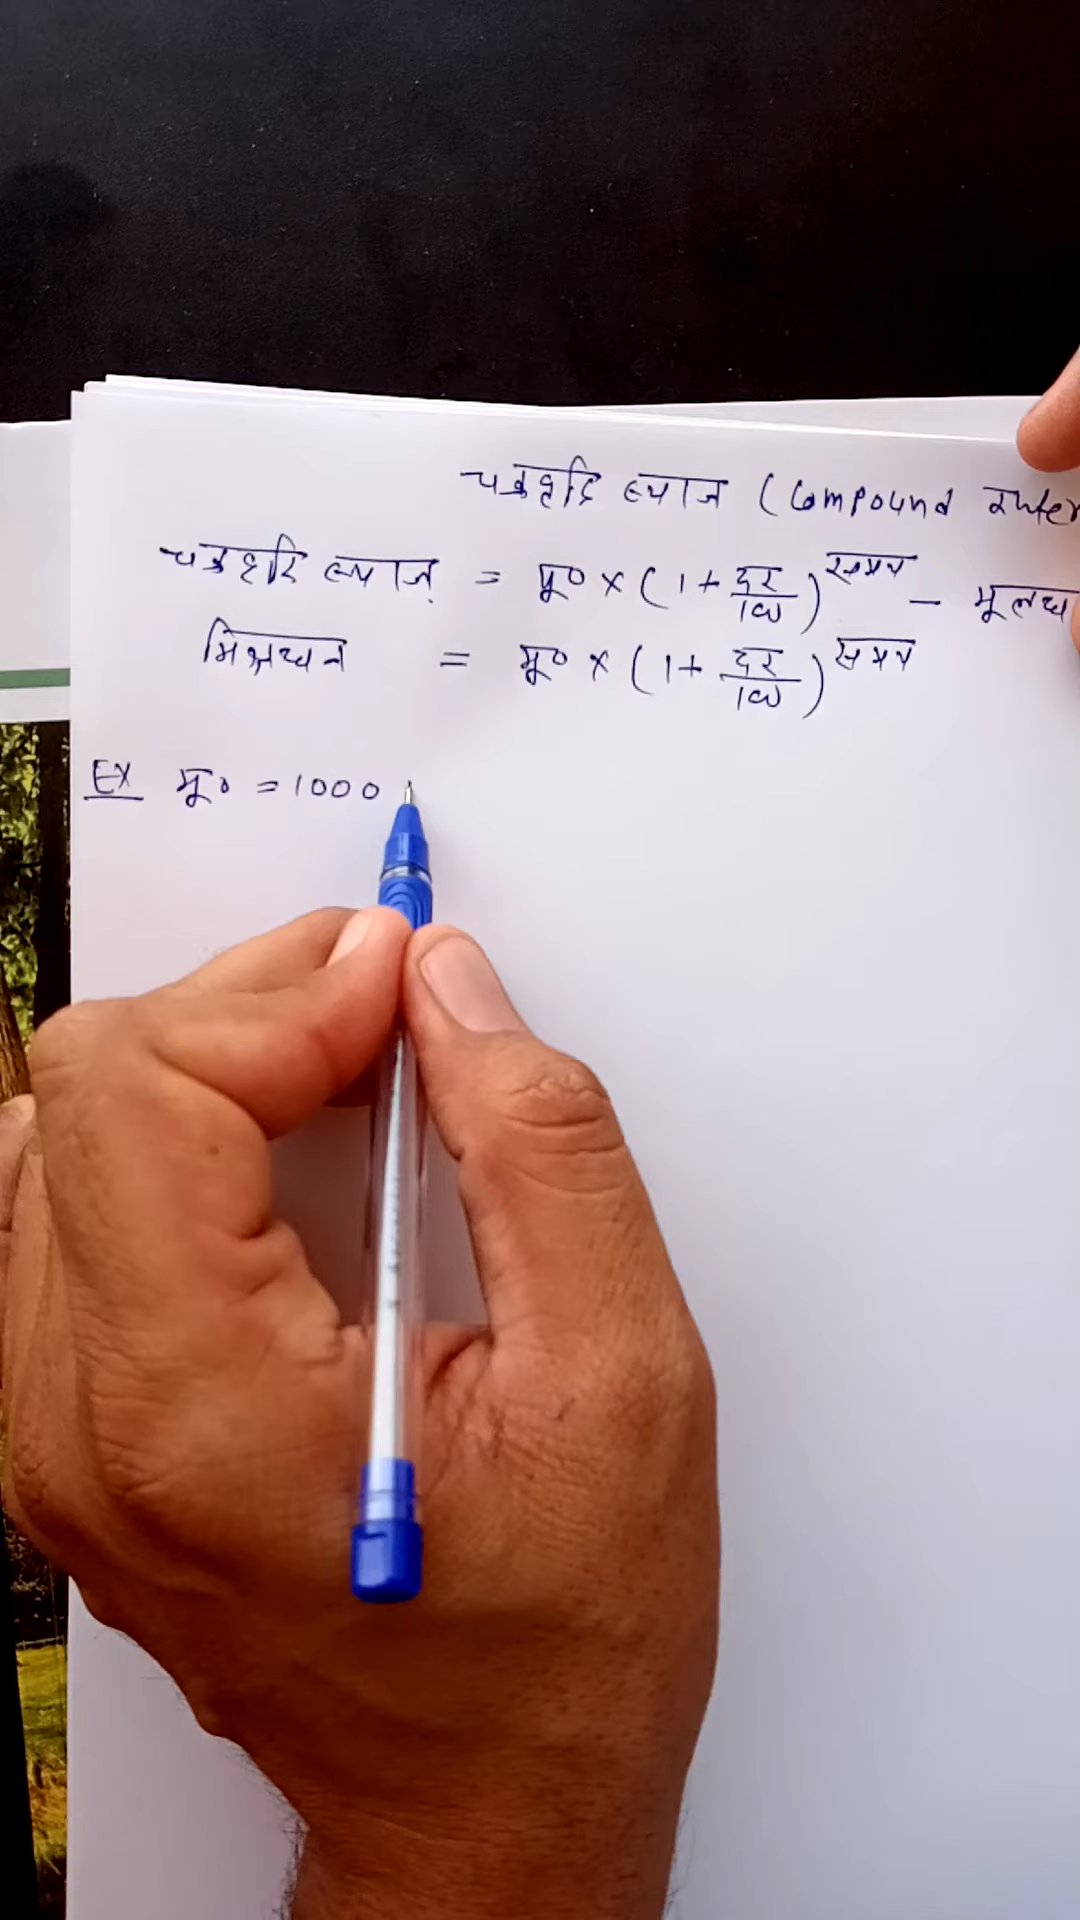 चक्रवृद्धि ब्याज (Compound Inter
चक्रवृद्धि ब्याज = मू० × (1 + दर/100)^समय - मूलध
मिश्रधन = मू० × (1 + दर/100)^समय
Ex मू० = 1000